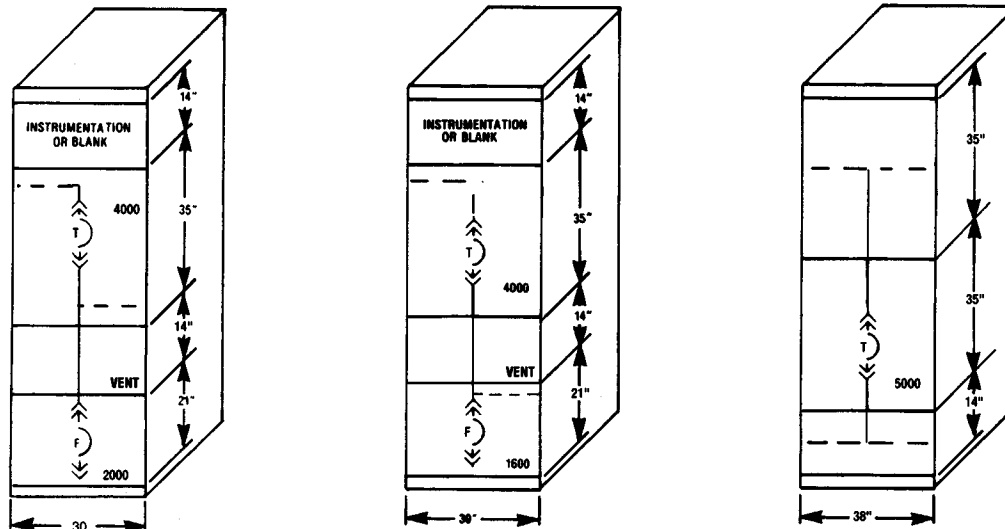 14"
INSTRUMENTATION
OR BLANK
4000
35"
T
14"
VENT
21"
F
2000
30
14"
INSTRUMENTATION
OR BLANK
35"
T
4000
14"
VENT
21"
F
1600
30"
35"
35"
T
5000
14"
38"